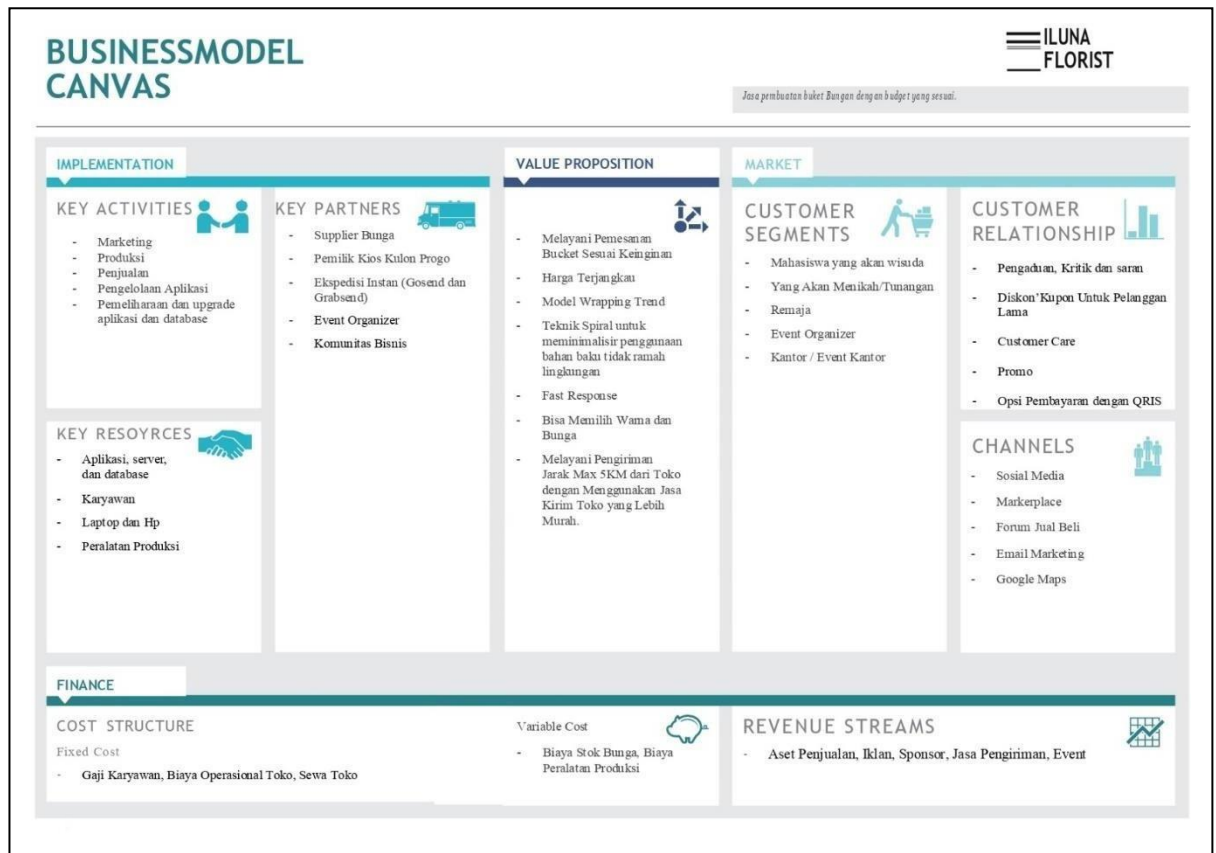 BUSINESSMODEL
CANVAS
ILUNA
FLORIST
Jasa pembuatan buket Bungan dengan budget yang sesuai.
IMPLEMENTATION
KEY ACTIVITIES
- Marketing
- Produksi
- Penjualan
- Pengelolaan Aplikasi
- Pemeliharaan dan upgrade
aplikasi dan database
KEY RESOYRCES
- Aplikasi, server,
dan database
- Karyawan
- Laptop dan Hp
- Peralatan Produksi
KEY PARTNERS
- Supplier Bunga
- Pemilik Kios Kulon Progo
- Ekspedisi Instan (Gosend dan
Grabsend)
- Event Organizer
- Komunitas Bisnis
VALUE PROPOSITION
- Melayani Pemesanan
Bucket Sesuai Keinginan
- Harga Terjangkau
- Model Wrapping Trend
- Teknik Spiral untuk
meminimalisir penggunaan
bahan baku tidak ramah
lingkungan
- Fast Response
- Bisa Memilih Warna dan
Bunga
- Melayani Pengiriman
Jarak Max 5KM dari Toko
dengan Menggunakan Jasa
Kirim Toko yang Lebih
Murah.
MARKET
CUSTOMER
SEGMENTS
- Mahasiswa yang akan wisuda
- Yang Akan Menikah/Tunangan
- Remaja
- Event Organizer
- Kantor / Event Kantor
CUSTOMER
RELATIONSHIP
- Pengaduan, Kritik dan saran
- Diskon'Kupon Untuk Pelanggan
Lama
- Customer Care
- Promo
- Opsi Pembayaran dengan QRIS
CHANNELS
- Sosial Media
- Markerplace
- Forum Jual Beli
- Email Marketing
- Google Maps
FINANCE
COST STRUCTURE
Fixed Cost
- Gaji Karyawan, Biaya Operasional Toko, Sewa Toko
Variable Cost
- Biaya Stok Bunga, Biaya
Peralatan Produksi
REVENUE STREAMS
- Aset Penjualan, Iklan, Sponsor, Jasa Pengiriman, Event